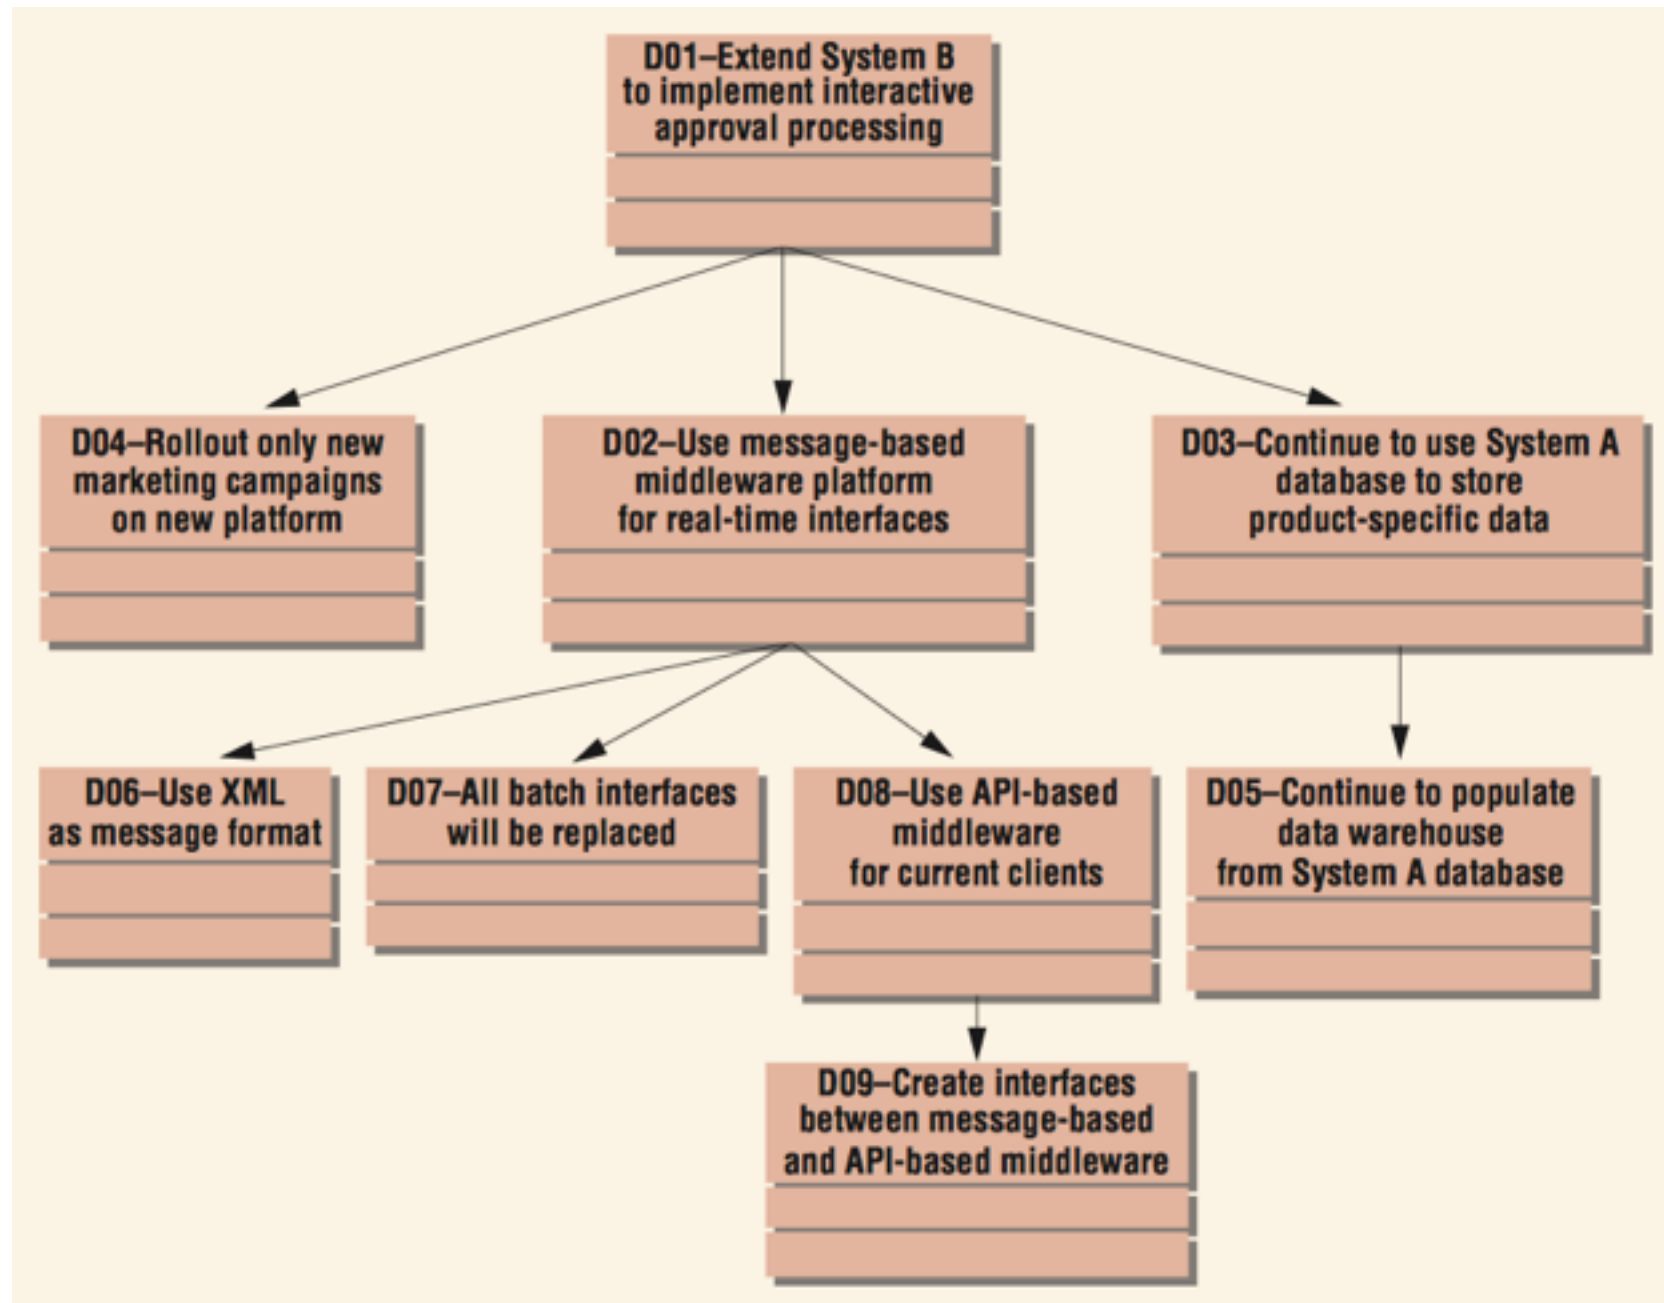 D01–Extend System B
to implement interactive
approval processing
D04–Rollout only new
marketing campaigns
on new platform
D02–Use message-based
middleware platform
for real-time interfaces
D03–Continue to use System A
database to store
product-specific data
D06–Use XML
as message format
D07–All batch interfaces
will be replaced
D08–Use API-based
middleware
for current clients
D05–Continue to populate
data warehouse
from System A database
D09–Create interfaces
between message-based
and API-based middleware